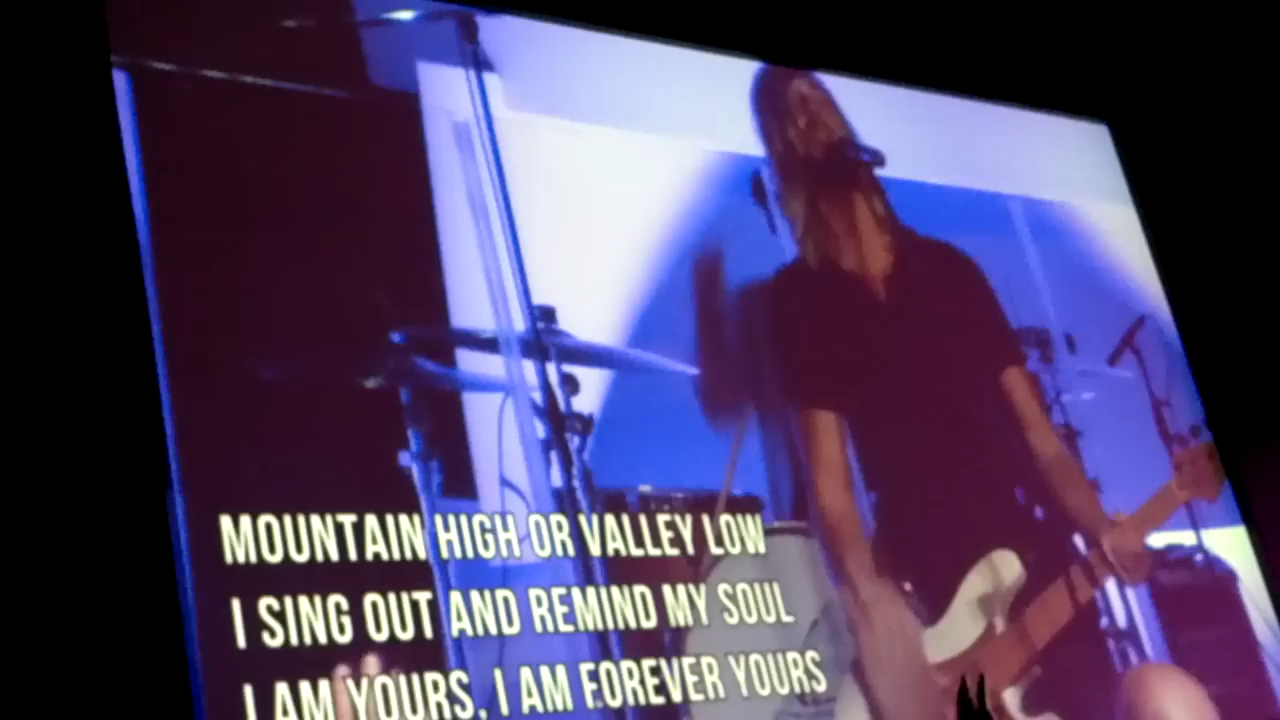 MOUNTAIN HIGH OR VALLEY LOW
I SING OUT AND REMIND MY SOUL
I AM YOURS, I AM FOREVER YOURS